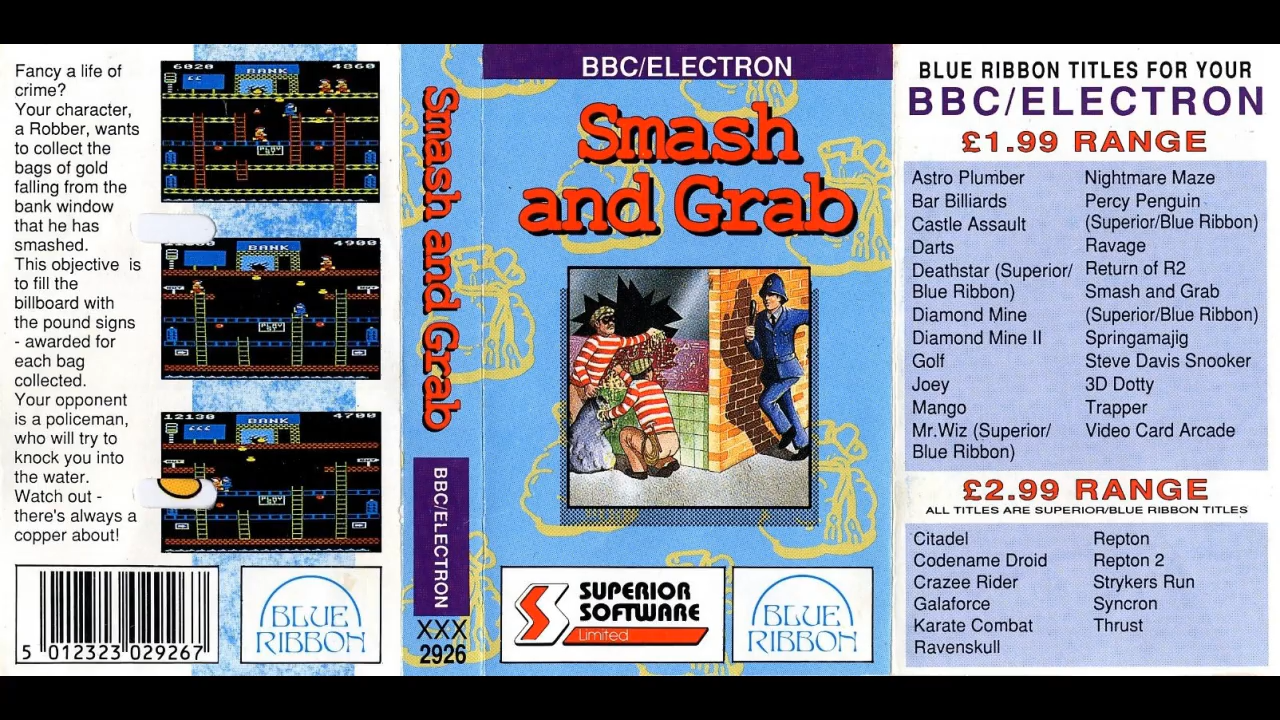 Fancy a life of
crime?
Your character,
a Robber, wants
to collect the
bags of gold
falling from the
bank window
that he has
smashed.
This objective is
to fill the
billboard with
the pound signs
- awarded for
each bag
collected.
Your opponent
is a policeman,
who will try to
knock you into
the water.
Watch out -
there's always a
copper about!
6020 BANK 4860
PLAY
BANK 4900
PLAY
12130 BANK 4700
PLAY
5 012323 029267
BLUE
RIBBON
Smash and Grab
BBC/ELECTRON
XXX
2926
BBC/ELECTRON
Smash
and Grab
SUPERIOR
SOFTWARE
Limited
BLUE
RIBBON
BLUE RIBBON TITLES FOR YOUR
BBC/ELECTRON
£1.99 RANGE
Astro Plumber
Bar Billiards
Castle Assault
Darts
Deathstar (Superior/
Blue Ribbon)
Diamond Mine
Diamond Mine II
Golf
Joey
Mango
Mr.Wiz (Superior/
Blue Ribbon)
Nightmare Maze
Percy Penguin
(Superior/Blue Ribbon)
Ravage
Return of R2
Smash and Grab
(Superior/Blue Ribbon)
Springamajig
Steve Davis Snooker
3D Dotty
Trapper
Video Card Arcade
£2.99 RANGE
ALL TITLES ARE SUPERIOR/BLUE RIBBON TITLES
Citadel
Codename Droid
Crazee Rider
Galaforce
Karate Combat
Ravenskull
Repton
Repton 2
Strykers Run
Syncron
Thrust